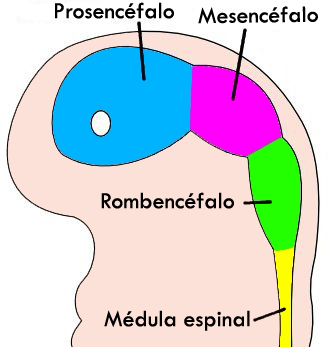 Prosencéfalo
Mesencéfalo
Rombencéfalo
Médula espinal